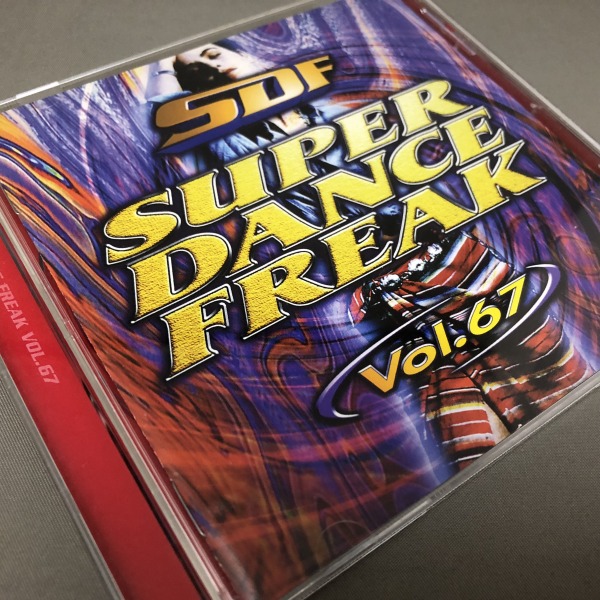 SDF
SUPER
DANCE
FREAK
Vol.67
FREAK VOL.67